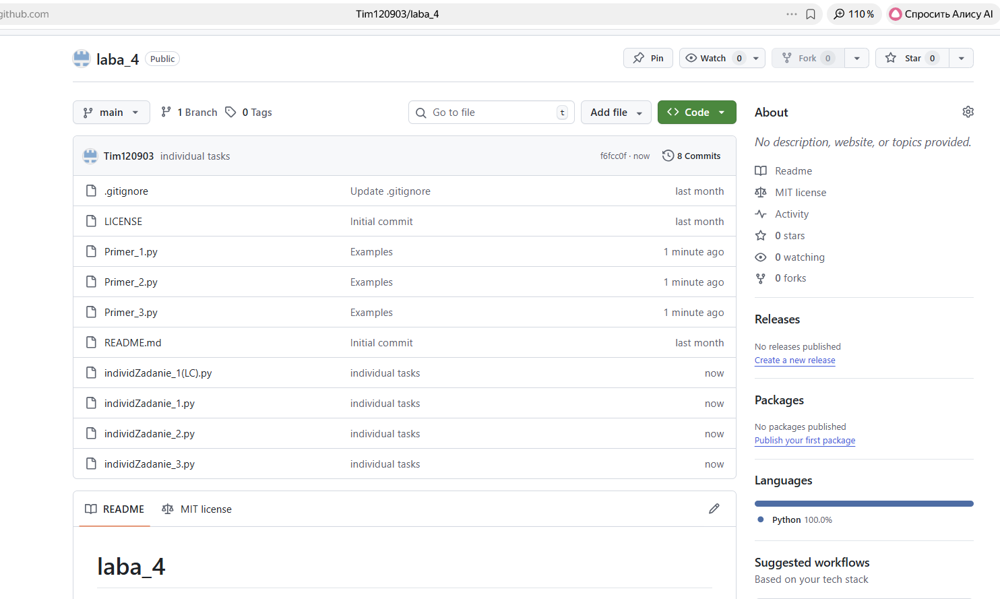 github.com Tim120903/laba_4 110 % Спросить Алису AI
laba_4 Public Pin Watch 0 Fork 0 Star 0
main 1 Branch 0 Tags Go to file t Add file Code
About
No description, website, or topics provided.
Readme
MIT license
Activity
0 stars
0 watching
0 forks
Tim120903 individual tasks f6fcc0f · now 8 Commits
.gitignore Update .gitignore last month
LICENSE Initial commit last month
Primer_1.py Examples 1 minute ago
Primer_2.py Examples 1 minute ago
Primer_3.py Examples 1 minute ago
README.md Initial commit last month
individZadanie_1(LC).py individual tasks now
individZadanie_1.py individual tasks now
individZadanie_2.py individual tasks now
individZadanie_3.py individual tasks now
Releases
No releases published
Create a new release
Packages
No packages published
Publish your first package
Languages
Python 100.0%
Suggested workflows
Based on your tech stack
README MIT license
laba_4